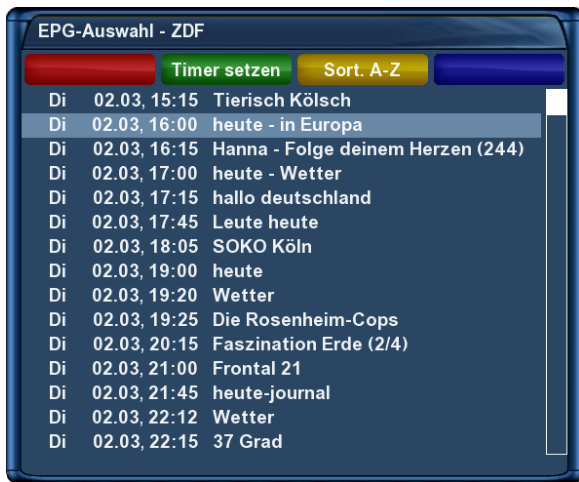 EPG-Auswahl - ZDF
Timer setzen Sort. A-Z
Di 02.03, 15:15 Tierisch Kölsch
Di 02.03, 16:00 heute - in Europa
Di 02.03, 16:15 Hanna - Folge deinem Herzen (244)
Di 02.03, 17:00 heute - Wetter
Di 02.03, 17:15 hallo deutschland
Di 02.03, 17:45 Leute heute
Di 02.03, 18:05 SOKO Köln
Di 02.03, 19:00 heute
Di 02.03, 19:20 Wetter
Di 02.03, 19:25 Die Rosenheim-Cops
Di 02.03, 20:15 Faszination Erde (2/4)
Di 02.03, 21:00 Frontal 21
Di 02.03, 21:45 heute-journal
Di 02.03, 22:12 Wetter
Di 02.03, 22:15 37 Grad